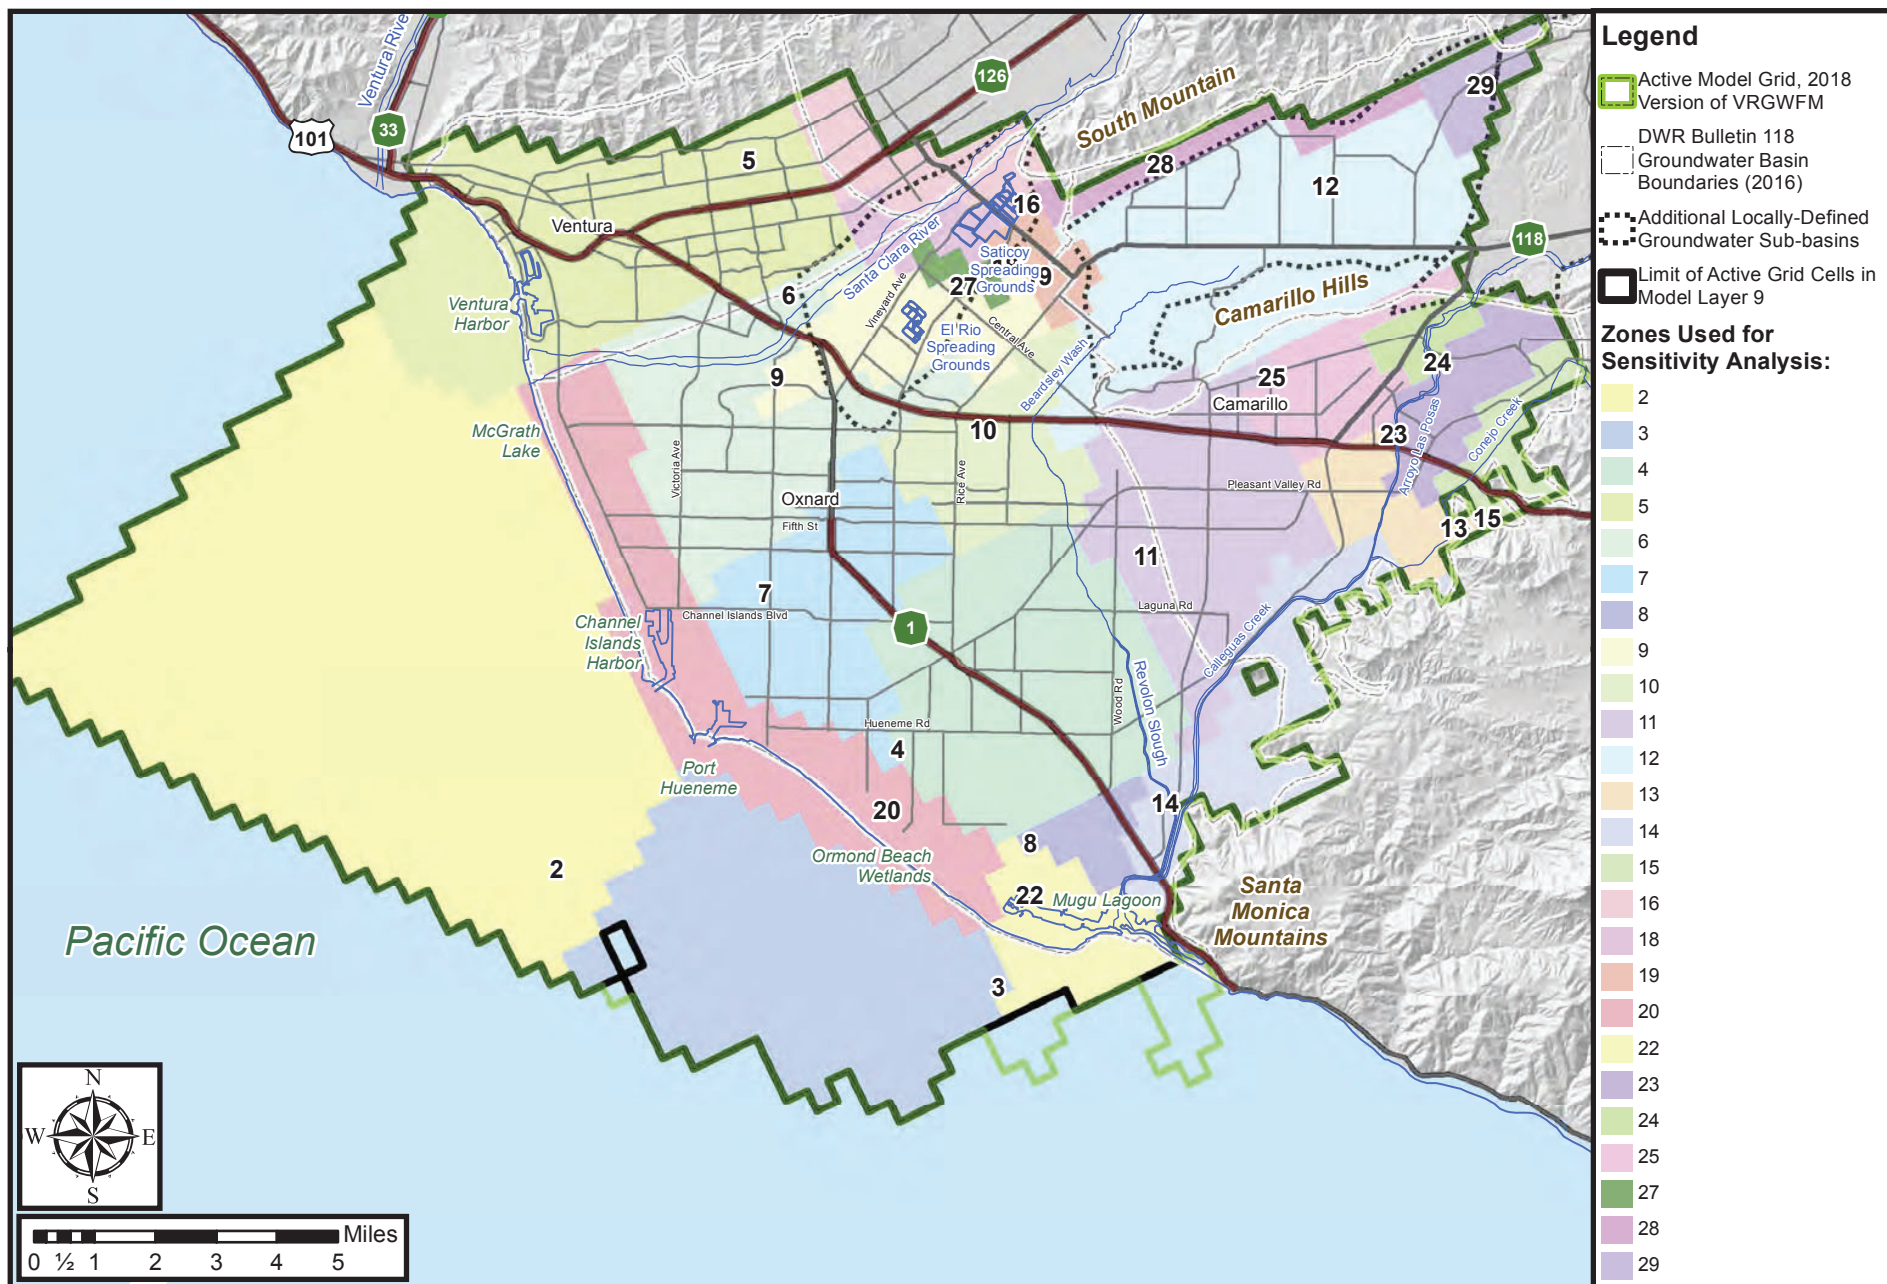 Legend
Active Model Grid, 2018
Version of VRGWFM
DWR Bulletin 118
Groundwater Basin
Boundaries (2016)
Additional Locally-Defined
Groundwater Sub-basins
Limit of Active Grid Cells in
Model Layer 9
Zones Used for
Sensitivity Analysis:
2
3
4
5
6
7
8
9
10
11
12
13
14
15
16
18
19
20
22
23
24
25
27
28
29
Ventura River
33
101
126
South Mountain
29
5
28
12
16
Ventura
118
Santa Clara River
Saticoy
Spreading
Grounds
18
19
27
6
Vineyard Ave
Camarillo Hills
Ventura
Harbor
El Rio
Spreading
Grounds
Central Ave
Beardsley Wash
24
9
25
Camarillo
McGrath
Lake
10
23
Arroyo Las Posas
Conejo Creek
Victoria Ave
Rice Ave
Pleasant Valley Rd
Oxnard
Fifth St
13
15
11
7
Channel Islands Blvd
Laguna Rd
1
Channel
Islands
Harbor
Calleguas Creek
Revolon Slough
Wood Rd
Hueneme Rd
4
Port
Hueneme
14
20
8
Ormond Beach
Wetlands
2
22
Mugu Lagoon
Santa
Monica
Mountains
Pacific Ocean
3
N
W
E
S
Miles
0 ½ 1 2 3 4 5